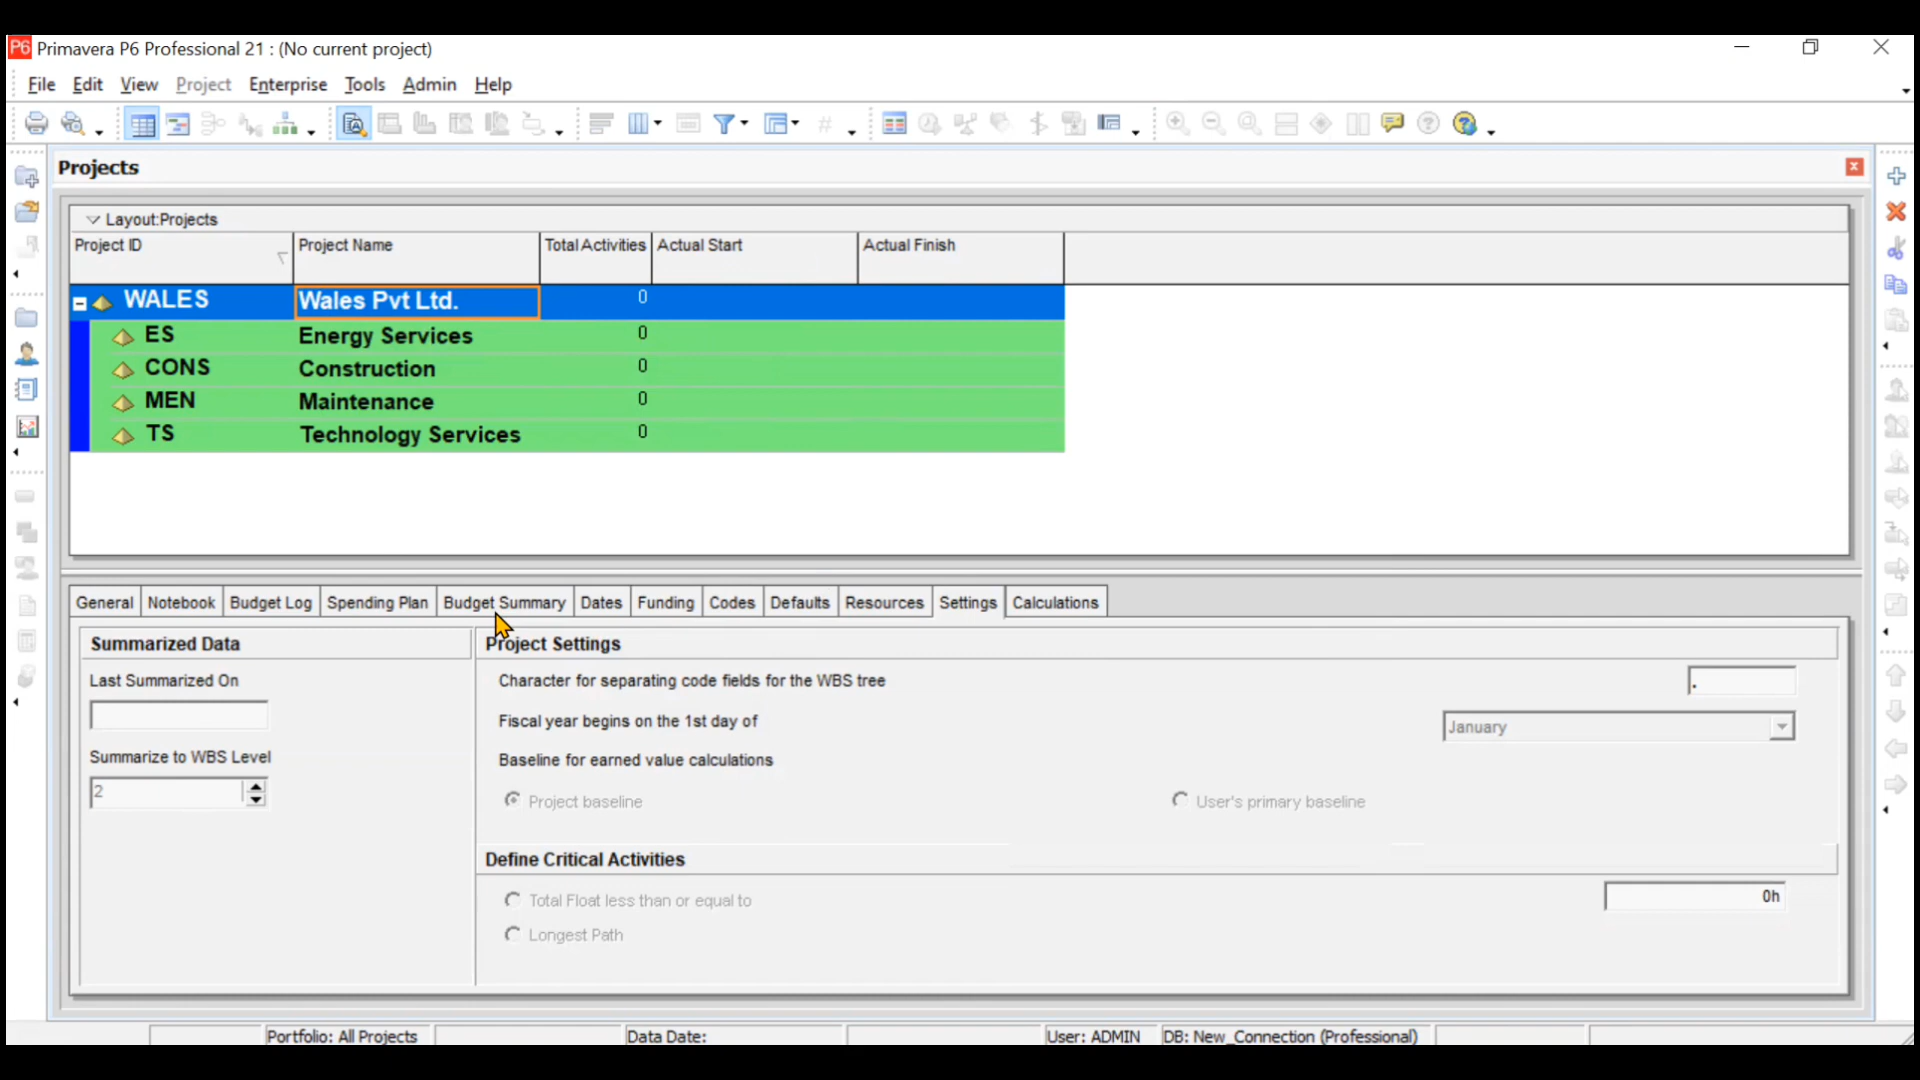 P6 Primavera P6 Professional 21 : (No current project)
File Edit View Project Enterprise Tools Admin Help
Projects
Layout:Projects
Project ID Project Name Total Activities Actual Start Actual Finish
WALES Wales Pvt Ltd. 0
ES Energy Services 0
CONS Construction 0
MEN Maintenance 0
TS Technology Services 0
General Notebook Budget Log Spending Plan Budget Summary Dates Funding Codes Defaults Resources Settings Calculations
Summarized Data
Last Summarized On
Summarize to WBS Level
2
Project Settings
Character for separating code fields for the WBS tree .
Fiscal year begins on the 1st day of January
Baseline for earned value calculations
Project baseline User's primary baseline
Define Critical Activities
Total Float less than or equal to 0h
Longest Path
Portfolio: All Projects Data Date: User: ADMIN DB: New_Connection (Professional)